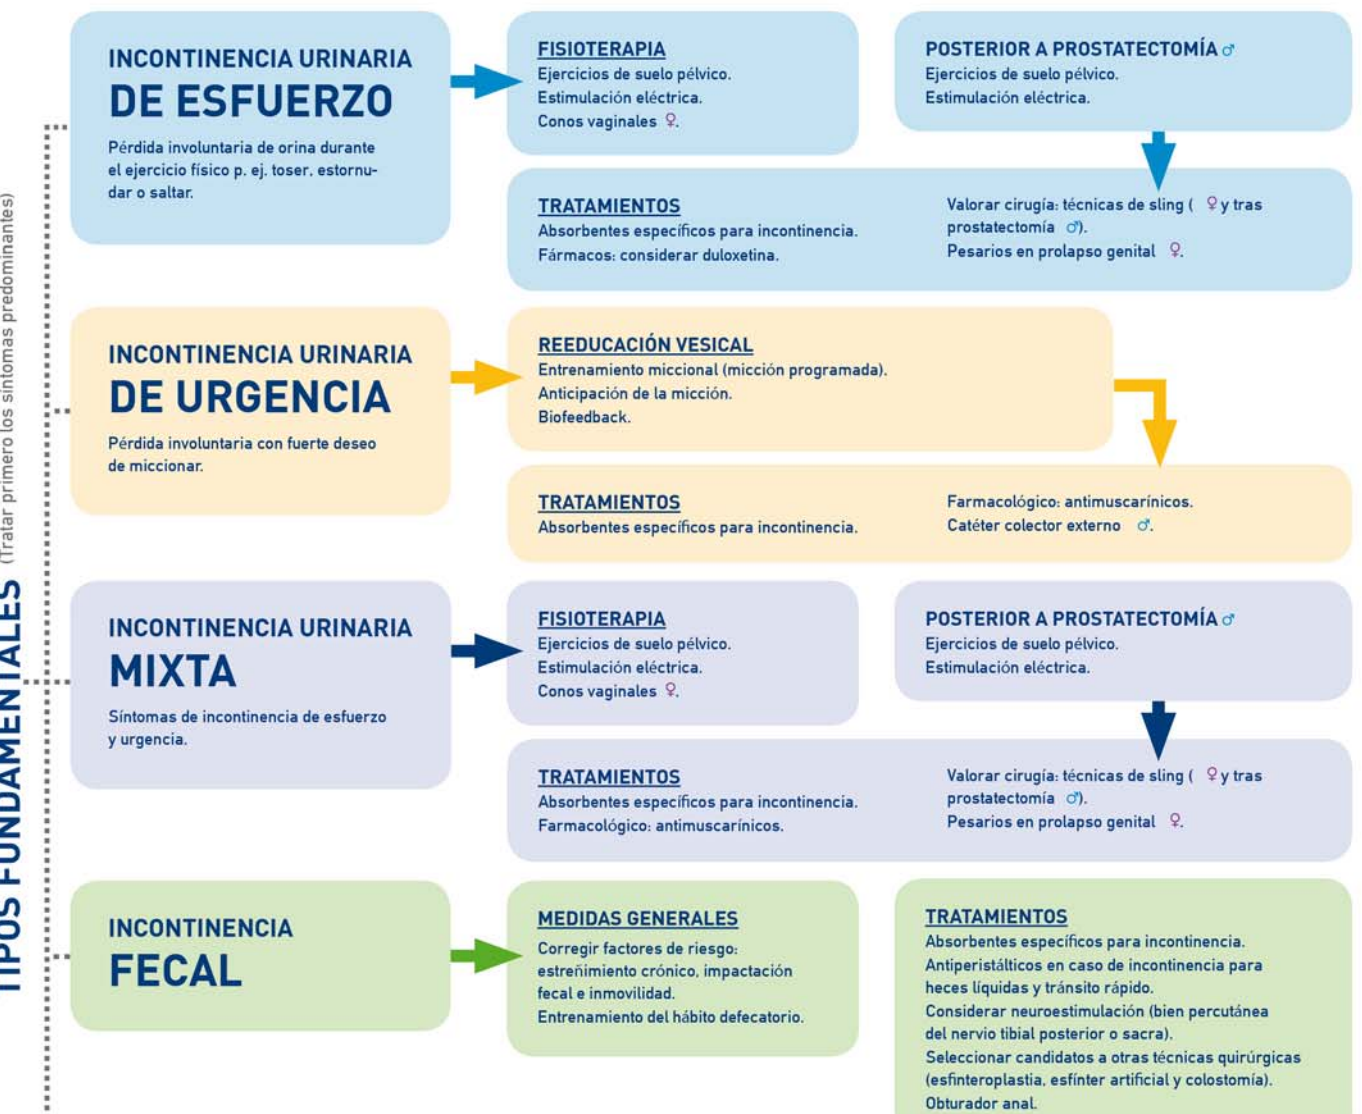 TIPOS FUNDAMENTALES (Tratar primero los síntomas predominantes)
INCONTINENCIA URINARIA
DE ESFUERZO
Pérdida involuntaria de orina durante
el ejercicio físico p. ej. toser, estornu-
dar o saltar.
FISIOTERAPIA
Ejercicios de suelo pélvico.
Estimulación eléctrica.
Conos vaginales ♀.
POSTERIOR A PROSTATECTOMÍA ♂
Ejercicios de suelo pélvico.
Estimulación eléctrica.
TRATAMIENTOS
Absorbentes específicos para incontinencia.
Fármacos: considerar duloxetina.
Valorar cirugía: técnicas de sling ( ♀ y tras
prostatectomía ♂).
Pesarios en prolapso genital ♀.
INCONTINENCIA URINARIA
DE URGENCIA
Pérdida involuntaria con fuerte deseo
de miccionar.
REEDUCACIÓN VESICAL
Entrenamiento miccional (micción programada).
Anticipación de la micción.
Biofeedback.
TRATAMIENTOS
Absorbentes específicos para incontinencia.
Farmacológico: antimuscarínicos.
Catéter colector externo ♂.
INCONTINENCIA URINARIA
MIXTA
Síntomas de incontinencia de esfuerzo
y urgencia.
FISIOTERAPIA
Ejercicios de suelo pélvico.
Estimulación eléctrica.
Conos vaginales ♀.
POSTERIOR A PROSTATECTOMÍA ♂
Ejercicios de suelo pélvico.
Estimulación eléctrica.
TRATAMIENTOS
Absorbentes específicos para incontinencia.
Farmacológico: antimuscarínicos.
Valorar cirugía: técnicas de sling ( ♀ y tras
prostatectomía ♂).
Pesarios en prolapso genital ♀.
INCONTINENCIA
FECAL
MEDIDAS GENERALES
Corregir factores de riesgo:
estreñimiento crónico, impactación
fecal e inmovilidad.
Entrenamiento del hábito defecatorio.
TRATAMIENTOS
Absorbentes específicos para incontinencia.
Antiperistálticos en caso de incontinencia para
heces líquidas y tránsito rápido.
Considerar neuroestimulación (bien percutánea
del nervio tibial posterior o sacra).
Seleccionar candidatos a otras técnicas quirúrgicas
(esfinteroplastia, esfínter artificial y colostomía).
Obturador anal.